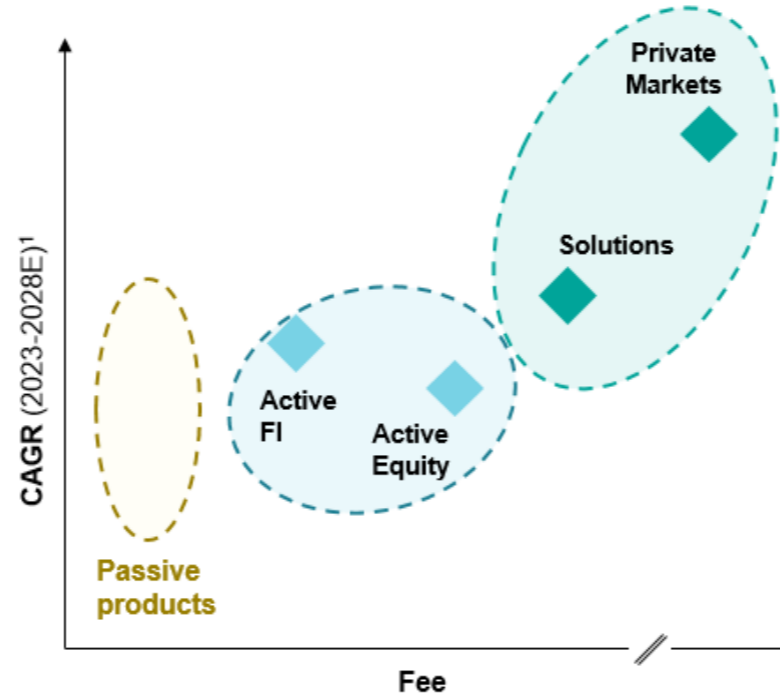 Private
Markets
Solutions
Active
FI
Active
Equity
Passive
products
CAGR (2023-2028E)¹
Fee